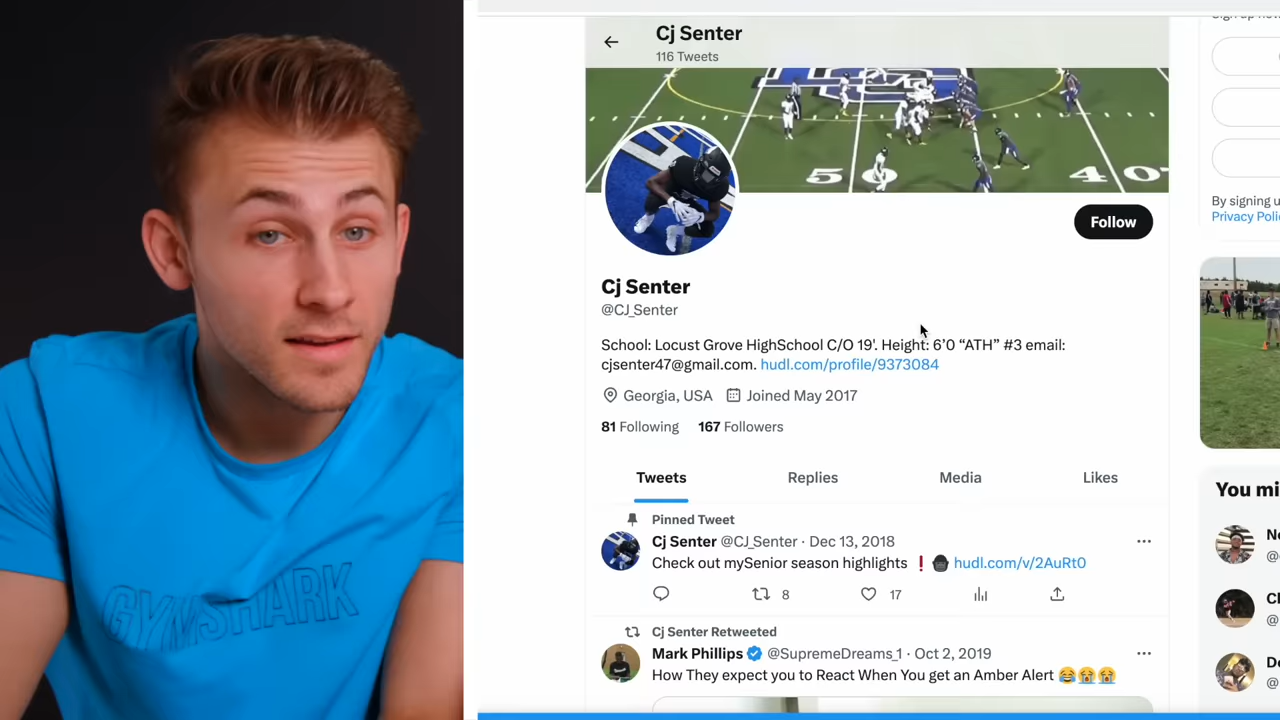 GYMSHARK
Cj Senter
116 Tweets
50
40
Follow
Cj Senter
@CJ_Senter
School: Locust Grove HighSchool C/O 19'. Height: 6'0 “ATH” #3 email:
cjsenter47@gmail.com. hudl.com/profile/9373084
Georgia, USA Joined May 2017
81 Following 167 Followers
Tweets Replies Media Likes
Pinned Tweet
Cj Senter @CJ_Senter · Dec 13, 2018
Check out mySenior season highlights ❗ hudl.com/v/2AuRt0
8 17
Cj Senter Retweeted
Mark Phillips @SupremeDreams_1 · Oct 2, 2019
How They expect you to React When You get an Amber Alert 😂😭😭
By signing u
Privacy Poli
You mi